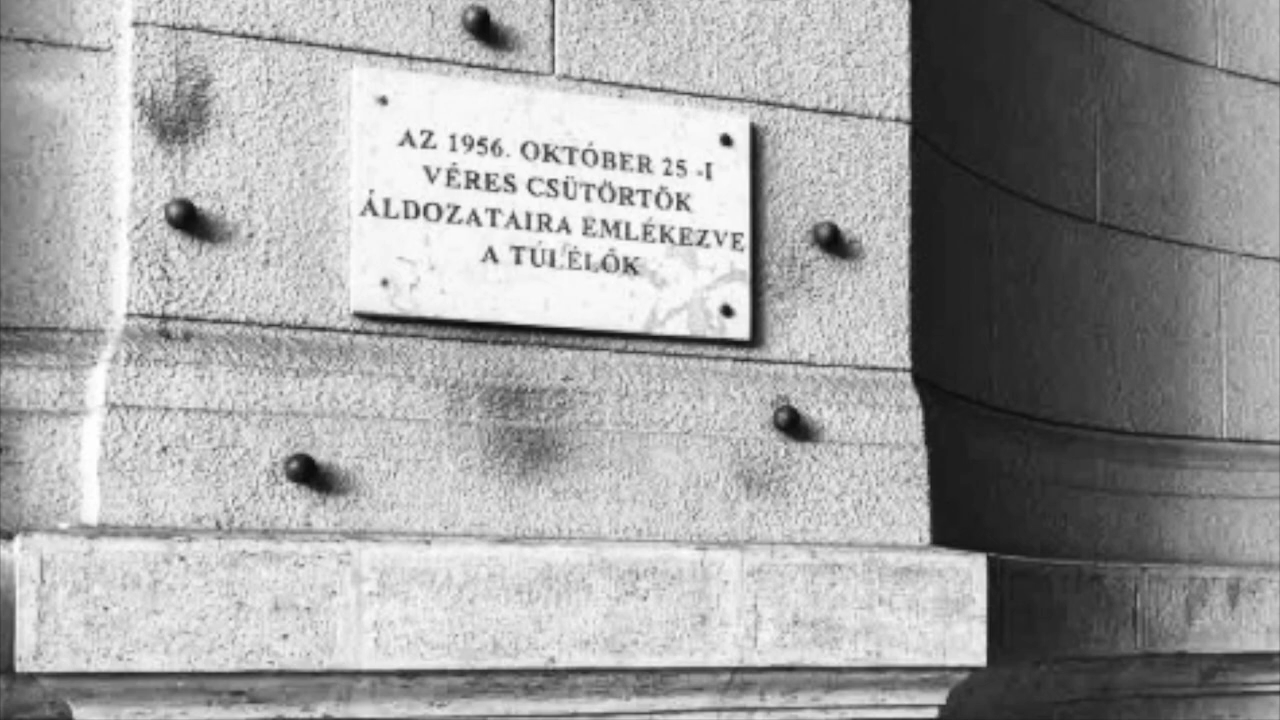 AZ 1956. OKTÓBER 25 -I
VÉRES CSÜTÖRTÖK
ÁLDOZATAIRA EMLÉKEZVE
A TÚLÉLŐK